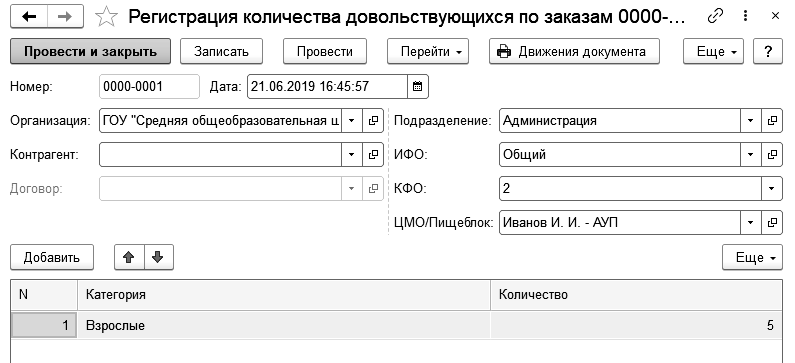 Регистрация количества довольствующихся по заказам 0000-...
Провести и закрыть Записать Провести Перейти Движения документа Еще ?
Номер: 0000-0001 Дата: 21.06.2019 16:45:57
Организация: ГОУ "Средняя общеобразовательная ш Подразделение: Администрация
Контрагент: ИФО: Общий
Договор: КФО: 2
ЦМО/Пищеблок: Иванов И. И. - АУП
Добавить Еще
N Категория Количество
1 Взрослые 5